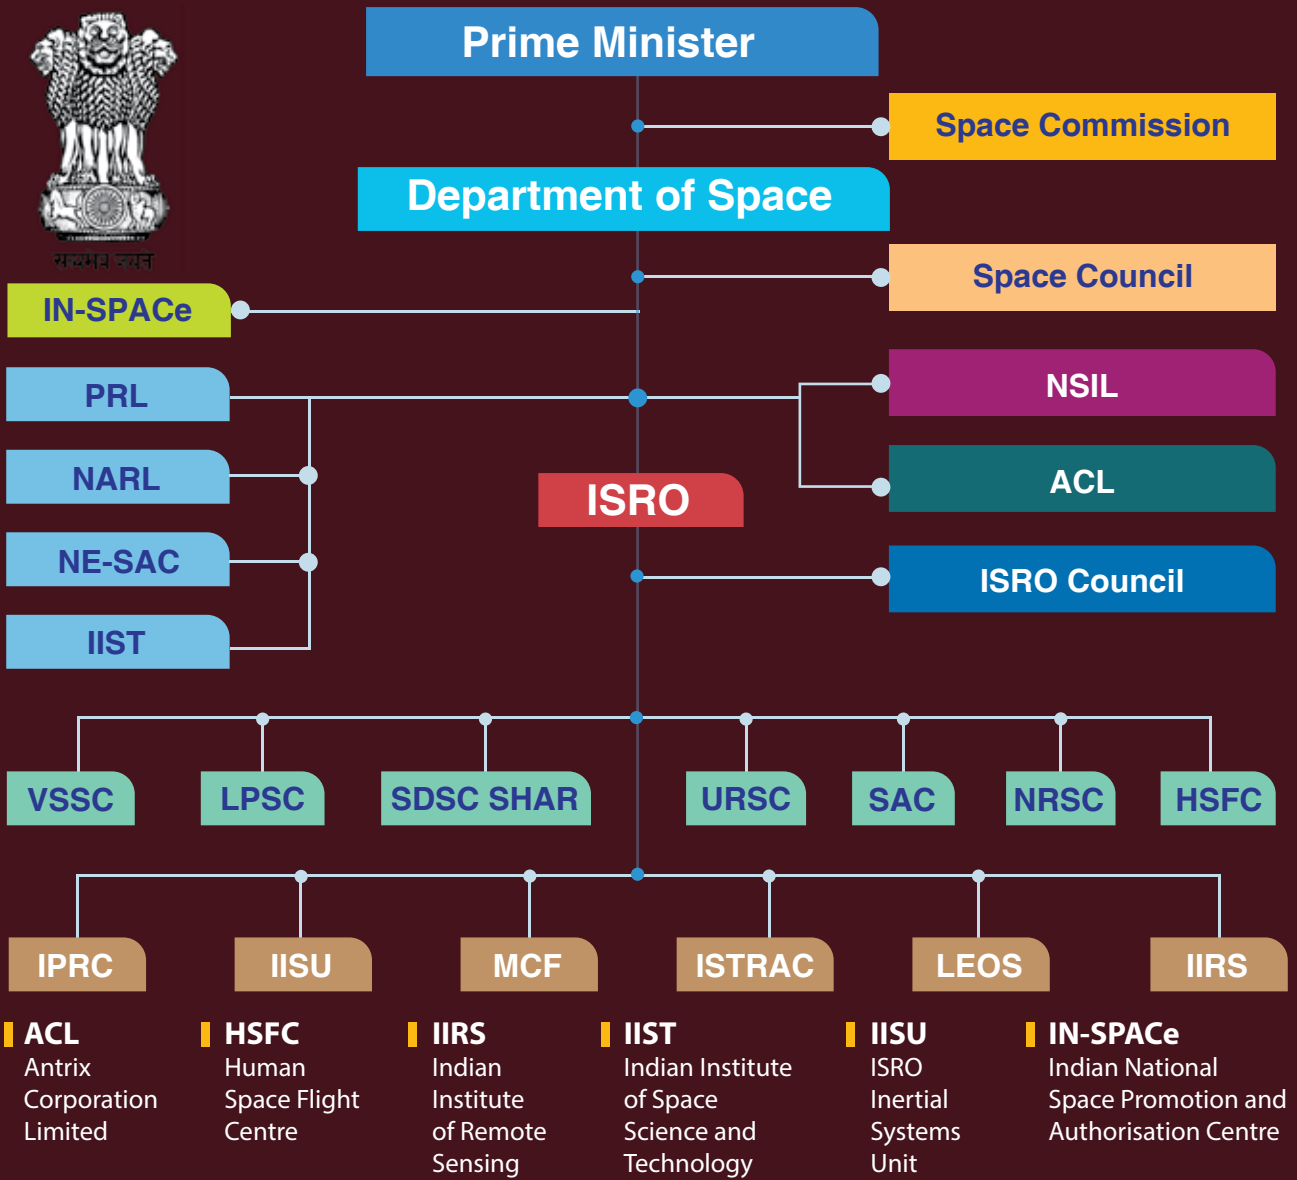 Prime Minister
Space Commission
Department of Space
सत्यमेव जयते
Space Council
IN-SPACe
NSIL
PRL
NARL
ACL
ISRO
NE-SAC
ISRO Council
IIST
VSSC
LPSC
SDSC SHAR
URSC
SAC
NRSC
HSFC
IPRC
IISU
MCF
ISTRAC
LEOS
IIRS
ACL
Antrix
Corporation
Limited
HSFC
Human
Space Flight
Centre
IIRS
Indian
Institute
of Remote
Sensing
IIST
Indian Institute
of Space
Science and
Technology
IISU
ISRO
Inertial
Systems
Unit
IN-SPACe
Indian National
Space Promotion and
Authorisation Centre